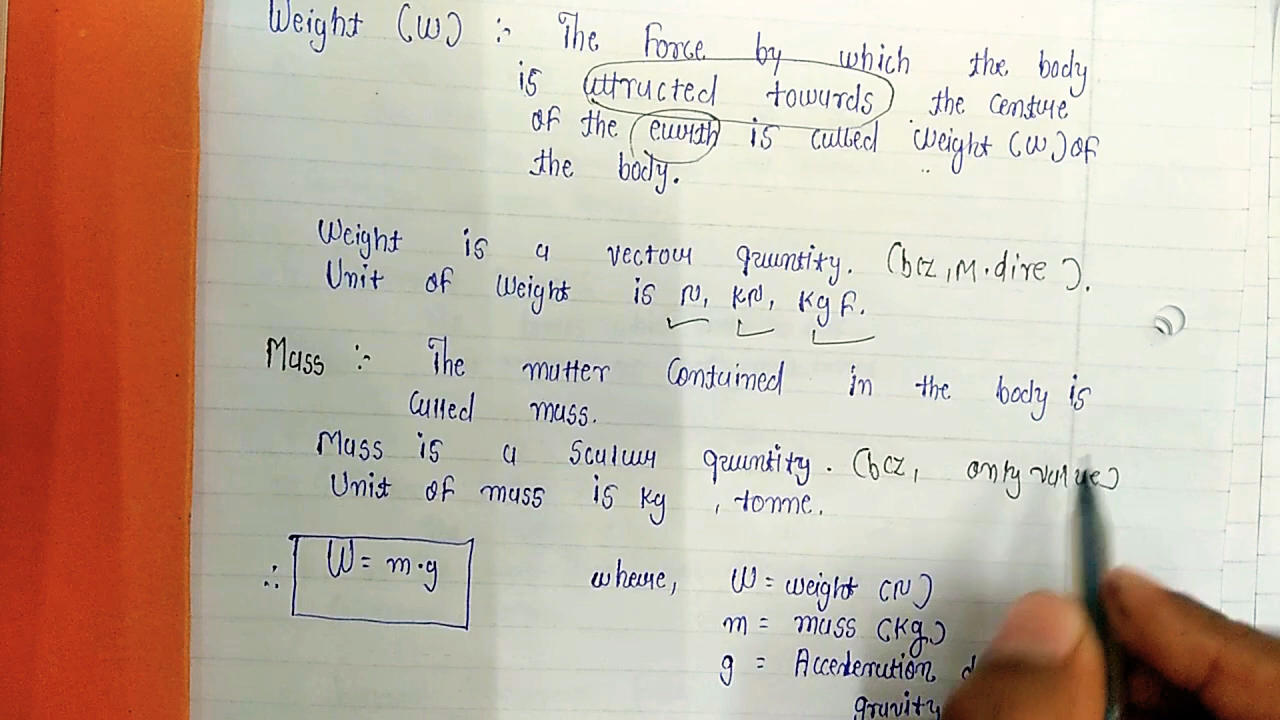 Weight (W) :- The Force by which the body
is attracted towards the centure
of the earth is called weight (W) of
the body.
Weight is a vector quantity. (bcz, M. dire).
Unit of weight is N, KN, Kg F.
Mass :- The matter contained in the body is
called mass.
Mass is a scalar quantity. (bcz, only value)
Unit of mass is kg, tonne.
∴ W = m·g where, W = weight (N)
m = mass (Kg)
g = Acceleration
gravity